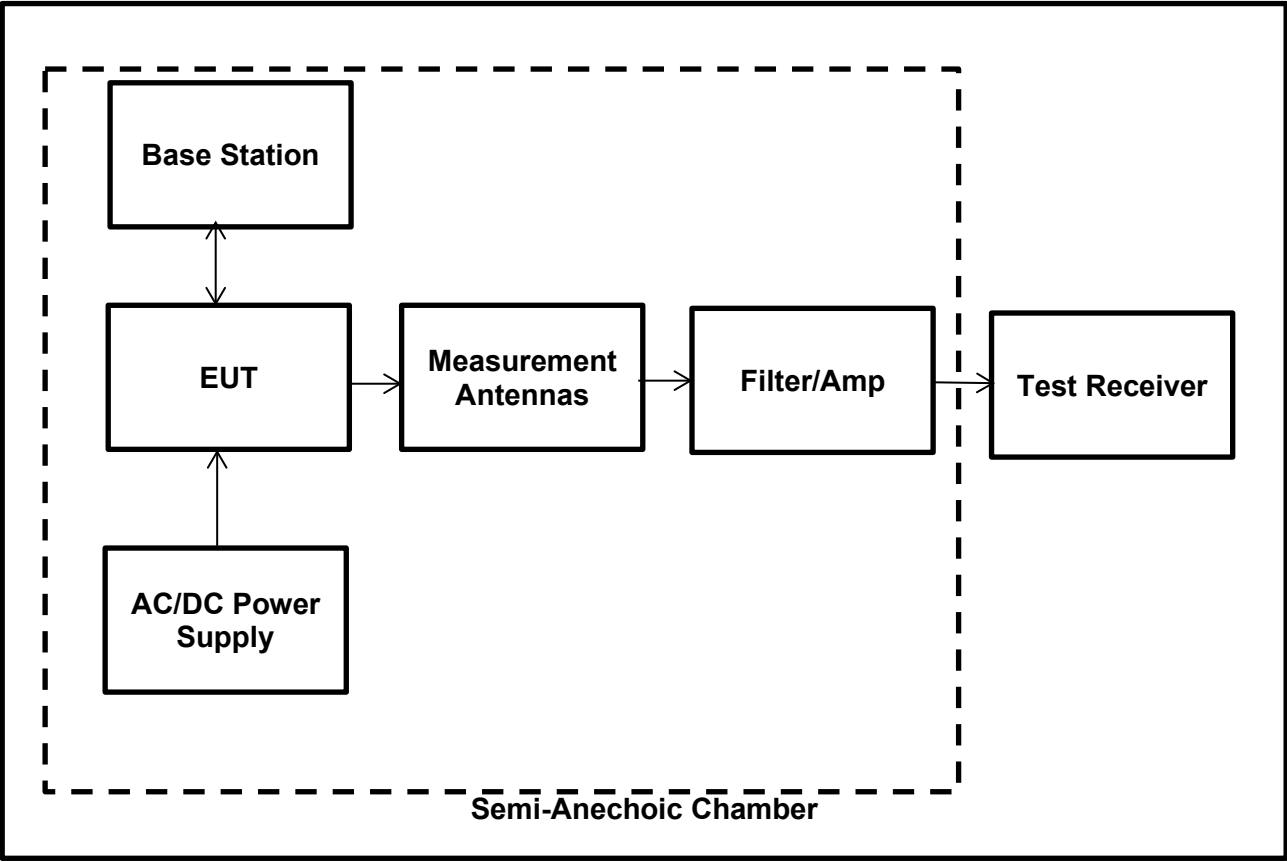 Base Station
EUT
Measurement
Antennas
Filter/Amp
Test Receiver
AC/DC Power
Supply
Semi-Anechoic Chamber